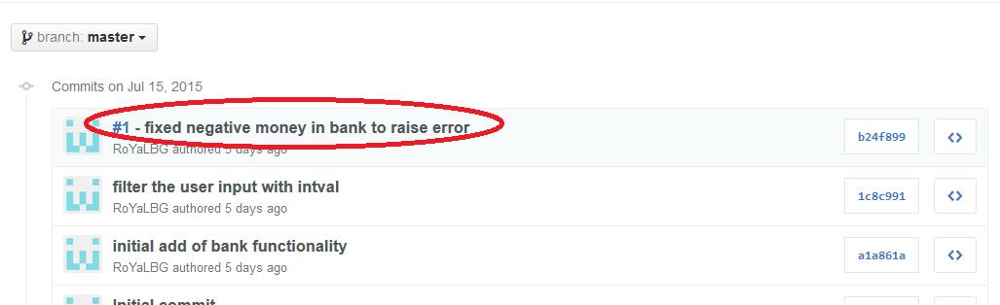 branch: master
Commits on Jul 15, 2015
#1 - fixed negative money in bank to raise error
RoYaLBG authored 5 days ago
b24f899
filter the user input with intval
RoYaLBG authored 5 days ago
1c8c991
initial add of bank functionality
RoYaLBG authored 5 days ago
a1a861a
Initial commit